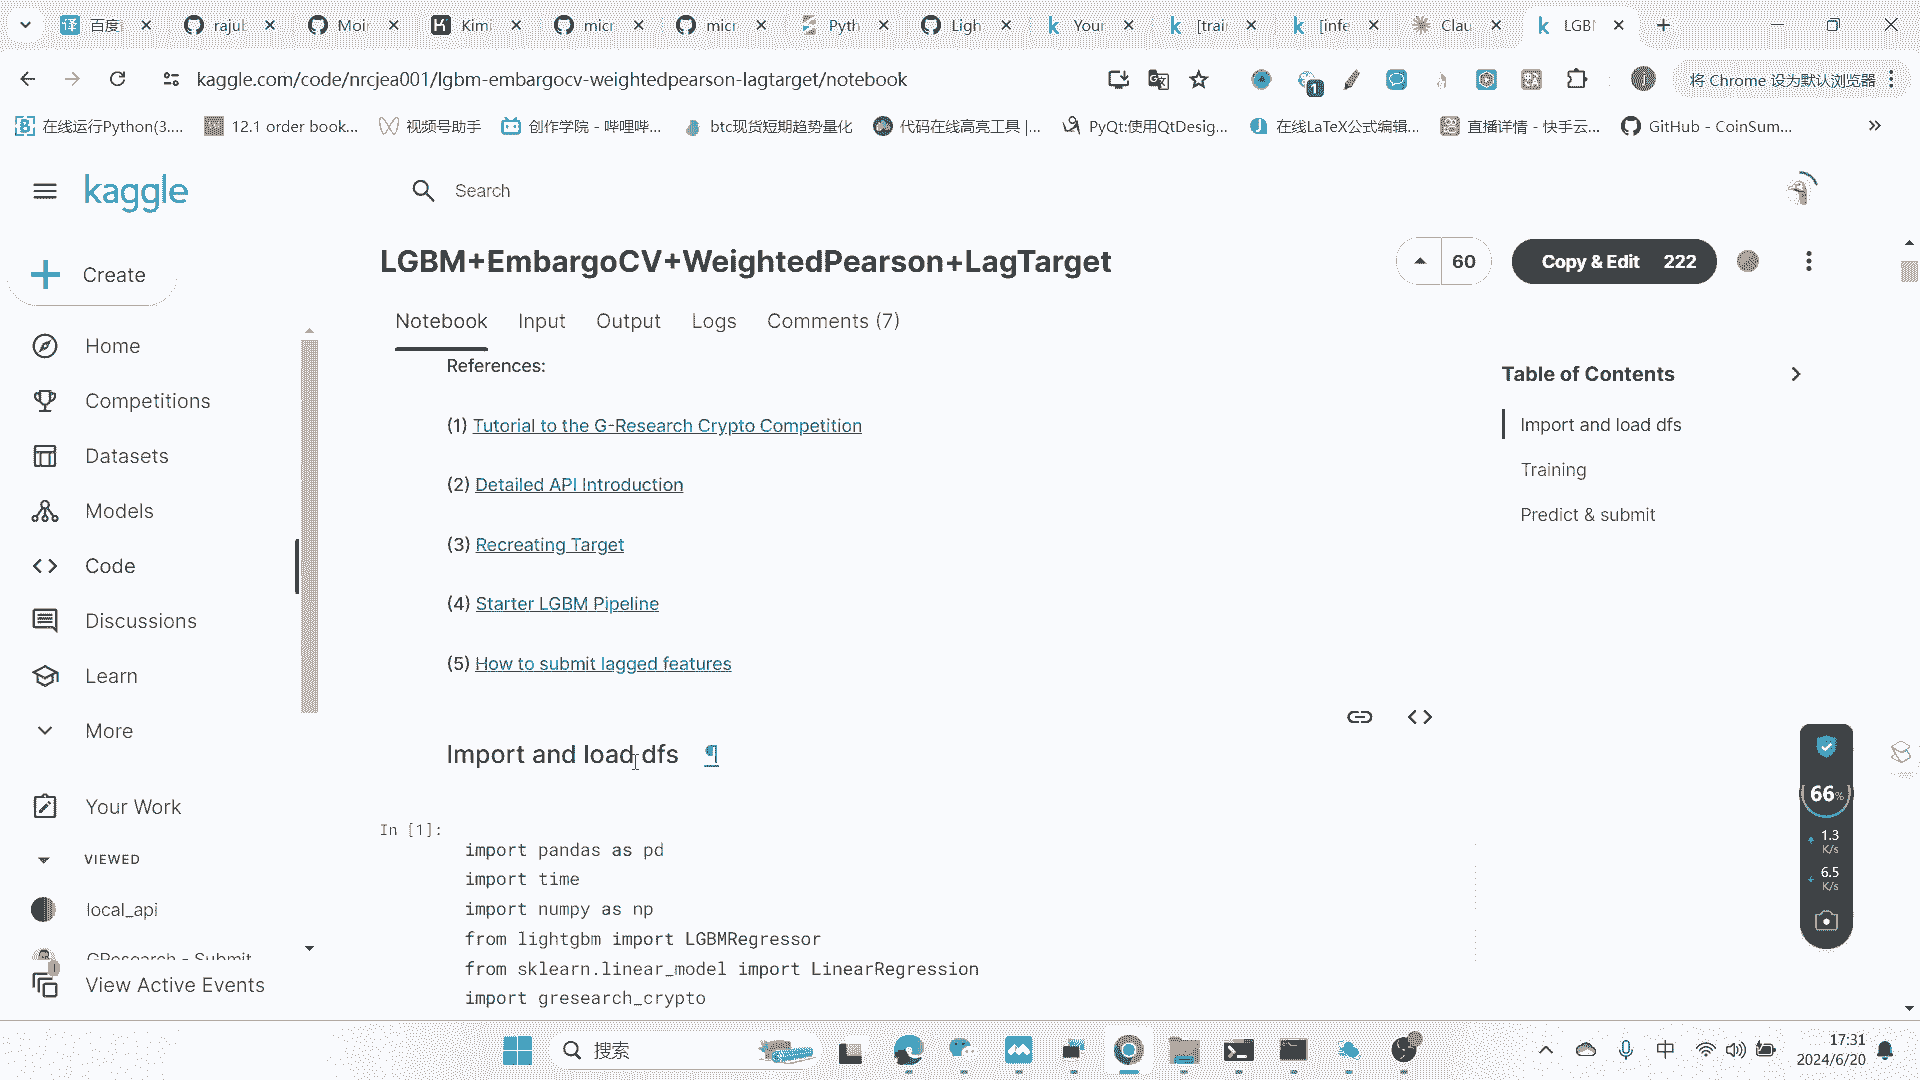 百度
rajul
Moir
Kimi
micr
micr
Pyth
Ligh
Your
[trai
[infe
Clau
LGBM
kaggle.com/code/nrcjea001/lgbm-embargocv-weightedpearson-lagtarget/notebook
1
将 Chrome 设为默认浏览器
在线运行Python(3....
12.1 order book...
视频号助手
创作学院 - 哔哩哔...
btc现货短期趋势量化
代码在线高亮工具 |...
PyQt:使用QtDesig...
在线LaTeX公式编辑...
直播详情 - 快手云...
GitHub - CoinSum...
kaggle
Search
Create
LGBM+EmbargoCV+WeightedPearson+LagTarget
60
Copy & Edit 222
Notebook
Input
Output
Logs
Comments (7)
Home
Competitions
Datasets
Models
Code
Discussions
Learn
More
Your Work
VIEWED
local_api
GResearch - Submit
View Active Events
References:
(1) Tutorial to the G-Research Crypto Competition
(2) Detailed API Introduction
(3) Recreating Target
(4) Starter LGBM Pipeline
(5) How to submit lagged features
Import and load dfs ¶
In [1]:
import pandas as pd
import time
import numpy as np
from lightgbm import LGBMRegressor
from sklearn.linear_model import LinearRegression
import gresearch_crypto
Table of Contents
Import and load dfs
Training
Predict & submit
66%
1.3
K/s
6.5
K/s
搜索
中
17:31
2024/6/20